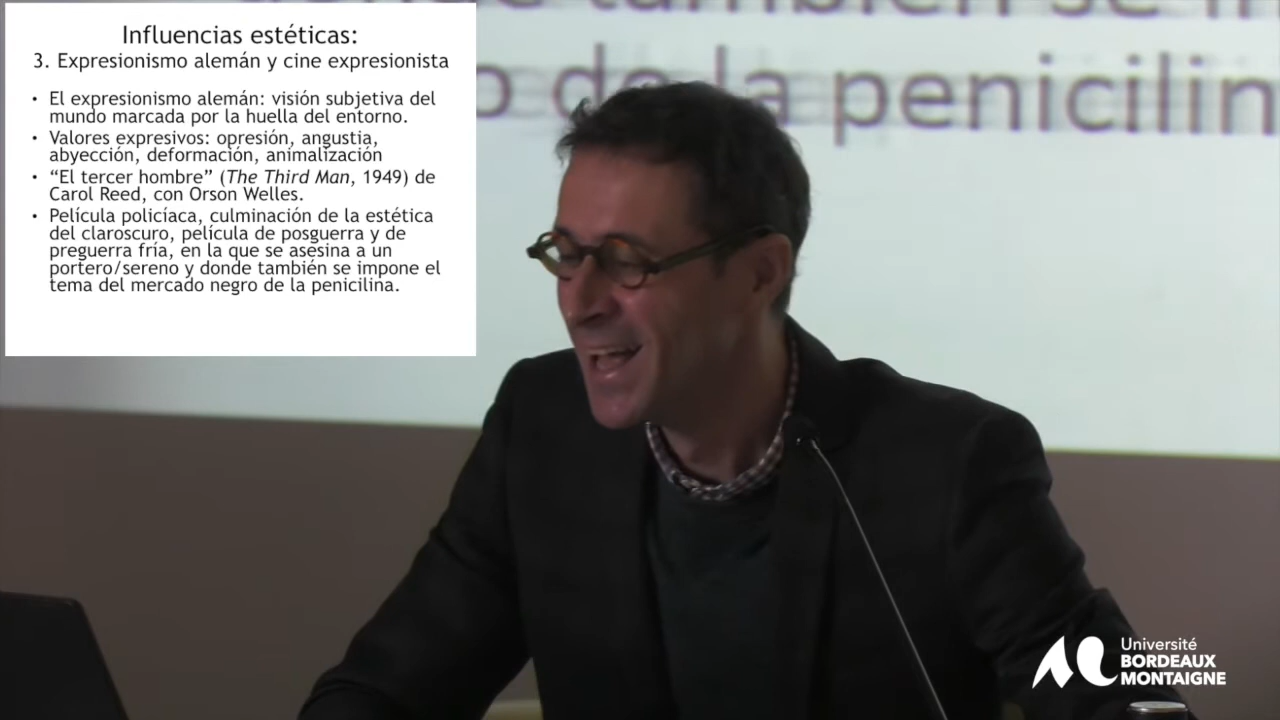 Influencias estéticas:
3. Expresionismo alemán y cine expresionista
• El expresionismo alemán: visión subjetiva del
mundo marcada por la huella del entorno.
• Valores expresivos: opresión, angustia,
abyección, deformación, animalización
• “El tercer hombre” (The Third Man, 1949) de
Carol Reed, con Orson Welles.
• Película policíaca, culminación de la estética
del claroscuro, película de posguerra y de
preguerra fría, en la que se asesina a un
portero/sereno y donde también se impone el
tema del mercado negro de la penicilina.
también se
o de la penicilin
Université
BORDEAUX
MONTAIGNE